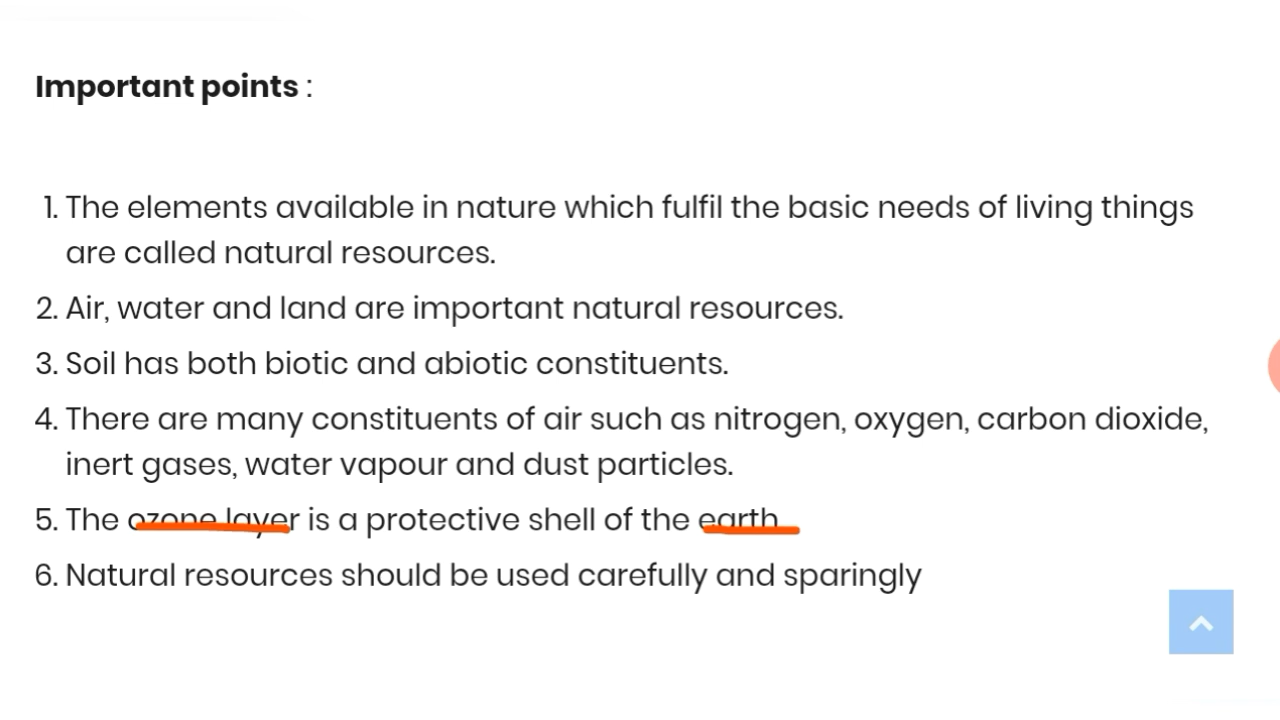 Important points :
1. The elements available in nature which fulfil the basic needs of living things
are called natural resources.
2. Air, water and land are important natural resources.
3. Soil has both biotic and abiotic constituents.
4. There are many constituents of air such as nitrogen, oxygen, carbon dioxide,
inert gases, water vapour and dust particles.
5. The ozone layer is a protective shell of the earth
6. Natural resources should be used carefully and sparingly